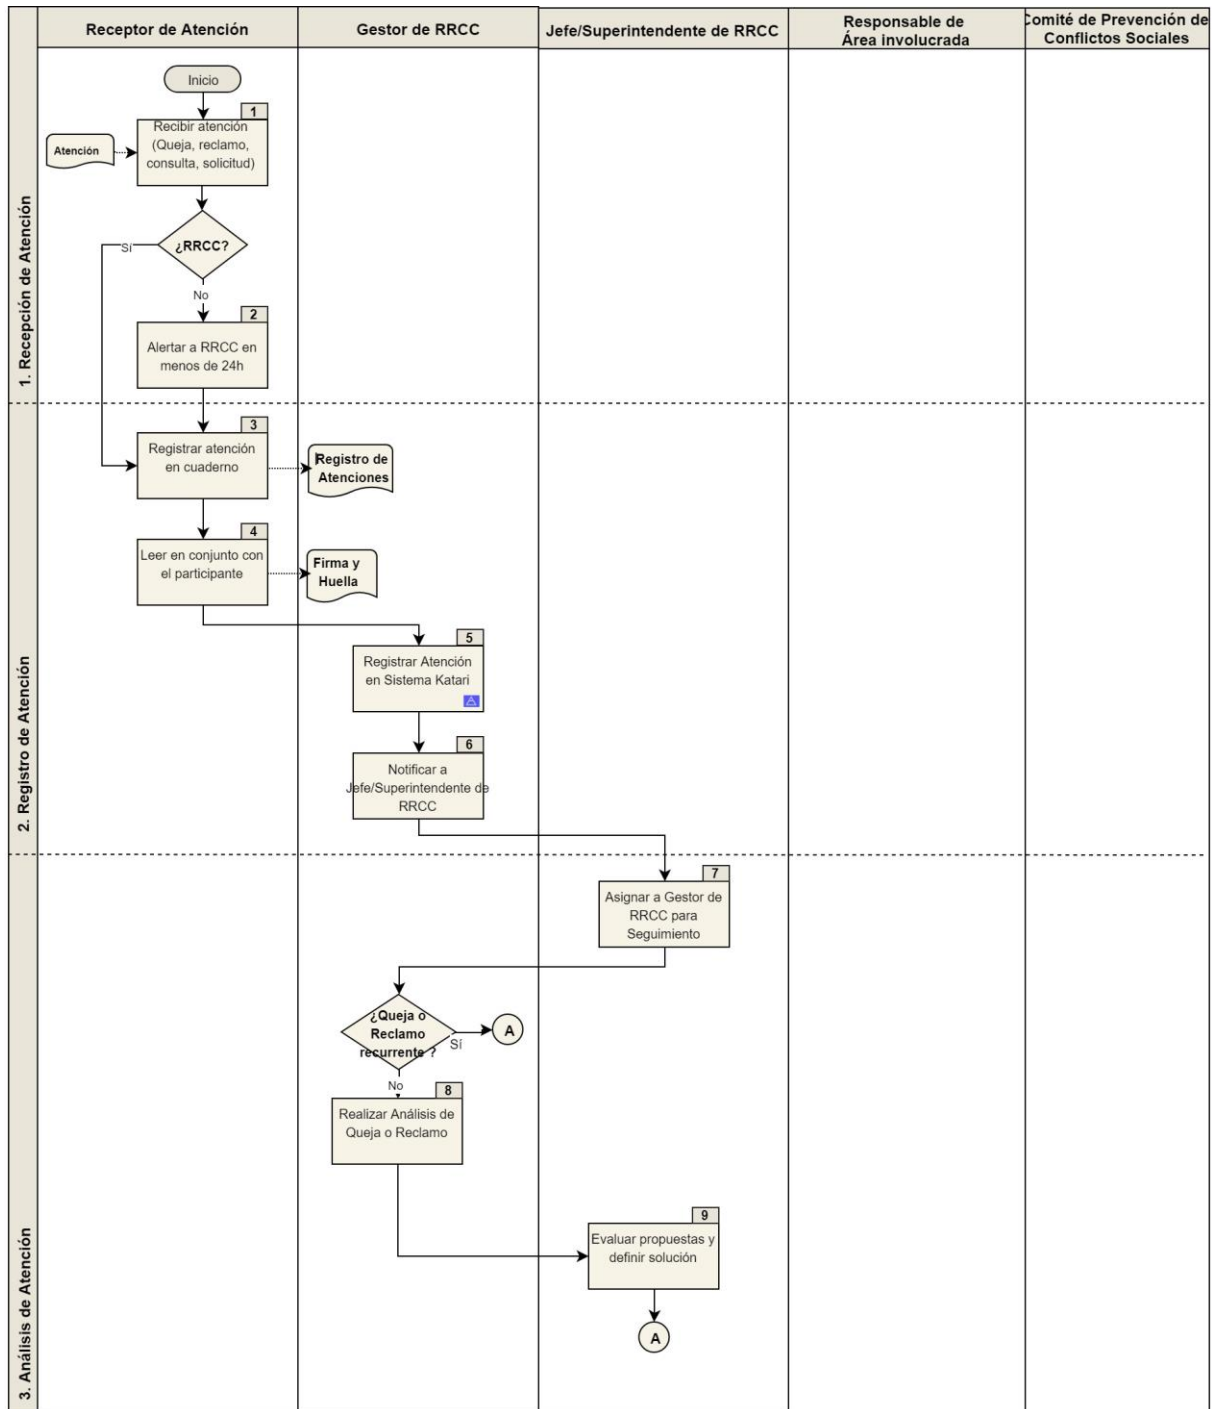 Receptor de Atención
Gestor de RRCC
Jefe/Superintendente de RRCC
Responsable de
Área involucrada
Comité de Prevención de
Conflictos Sociales
1. Recepción de Atención
Inicio
1
Recibir atención
(Queja, reclamo,
consulta, solicitud)
Atención
¿RRCC?
Sí
No
2
Alertar a RRCC en
menos de 24h
2. Registro de Atención
3
Registrar atención
en cuaderno
Registro de
Atenciones
4
Leer en conjunto con
el participante
Firma y
Huella
5
Registrar Atención
en Sistema Katari
6
Notificar a
Jefe/Superintendente de
RRCC
3. Análisis de Atención
7
Asignar a Gestor de
RRCC para
Seguimiento
¿Queja o
Reclamo
recurrente ?
Sí
A
No
8
Realizar Análisis de
Queja o Reclamo
9
Evaluar propuestas y
definir solución
A